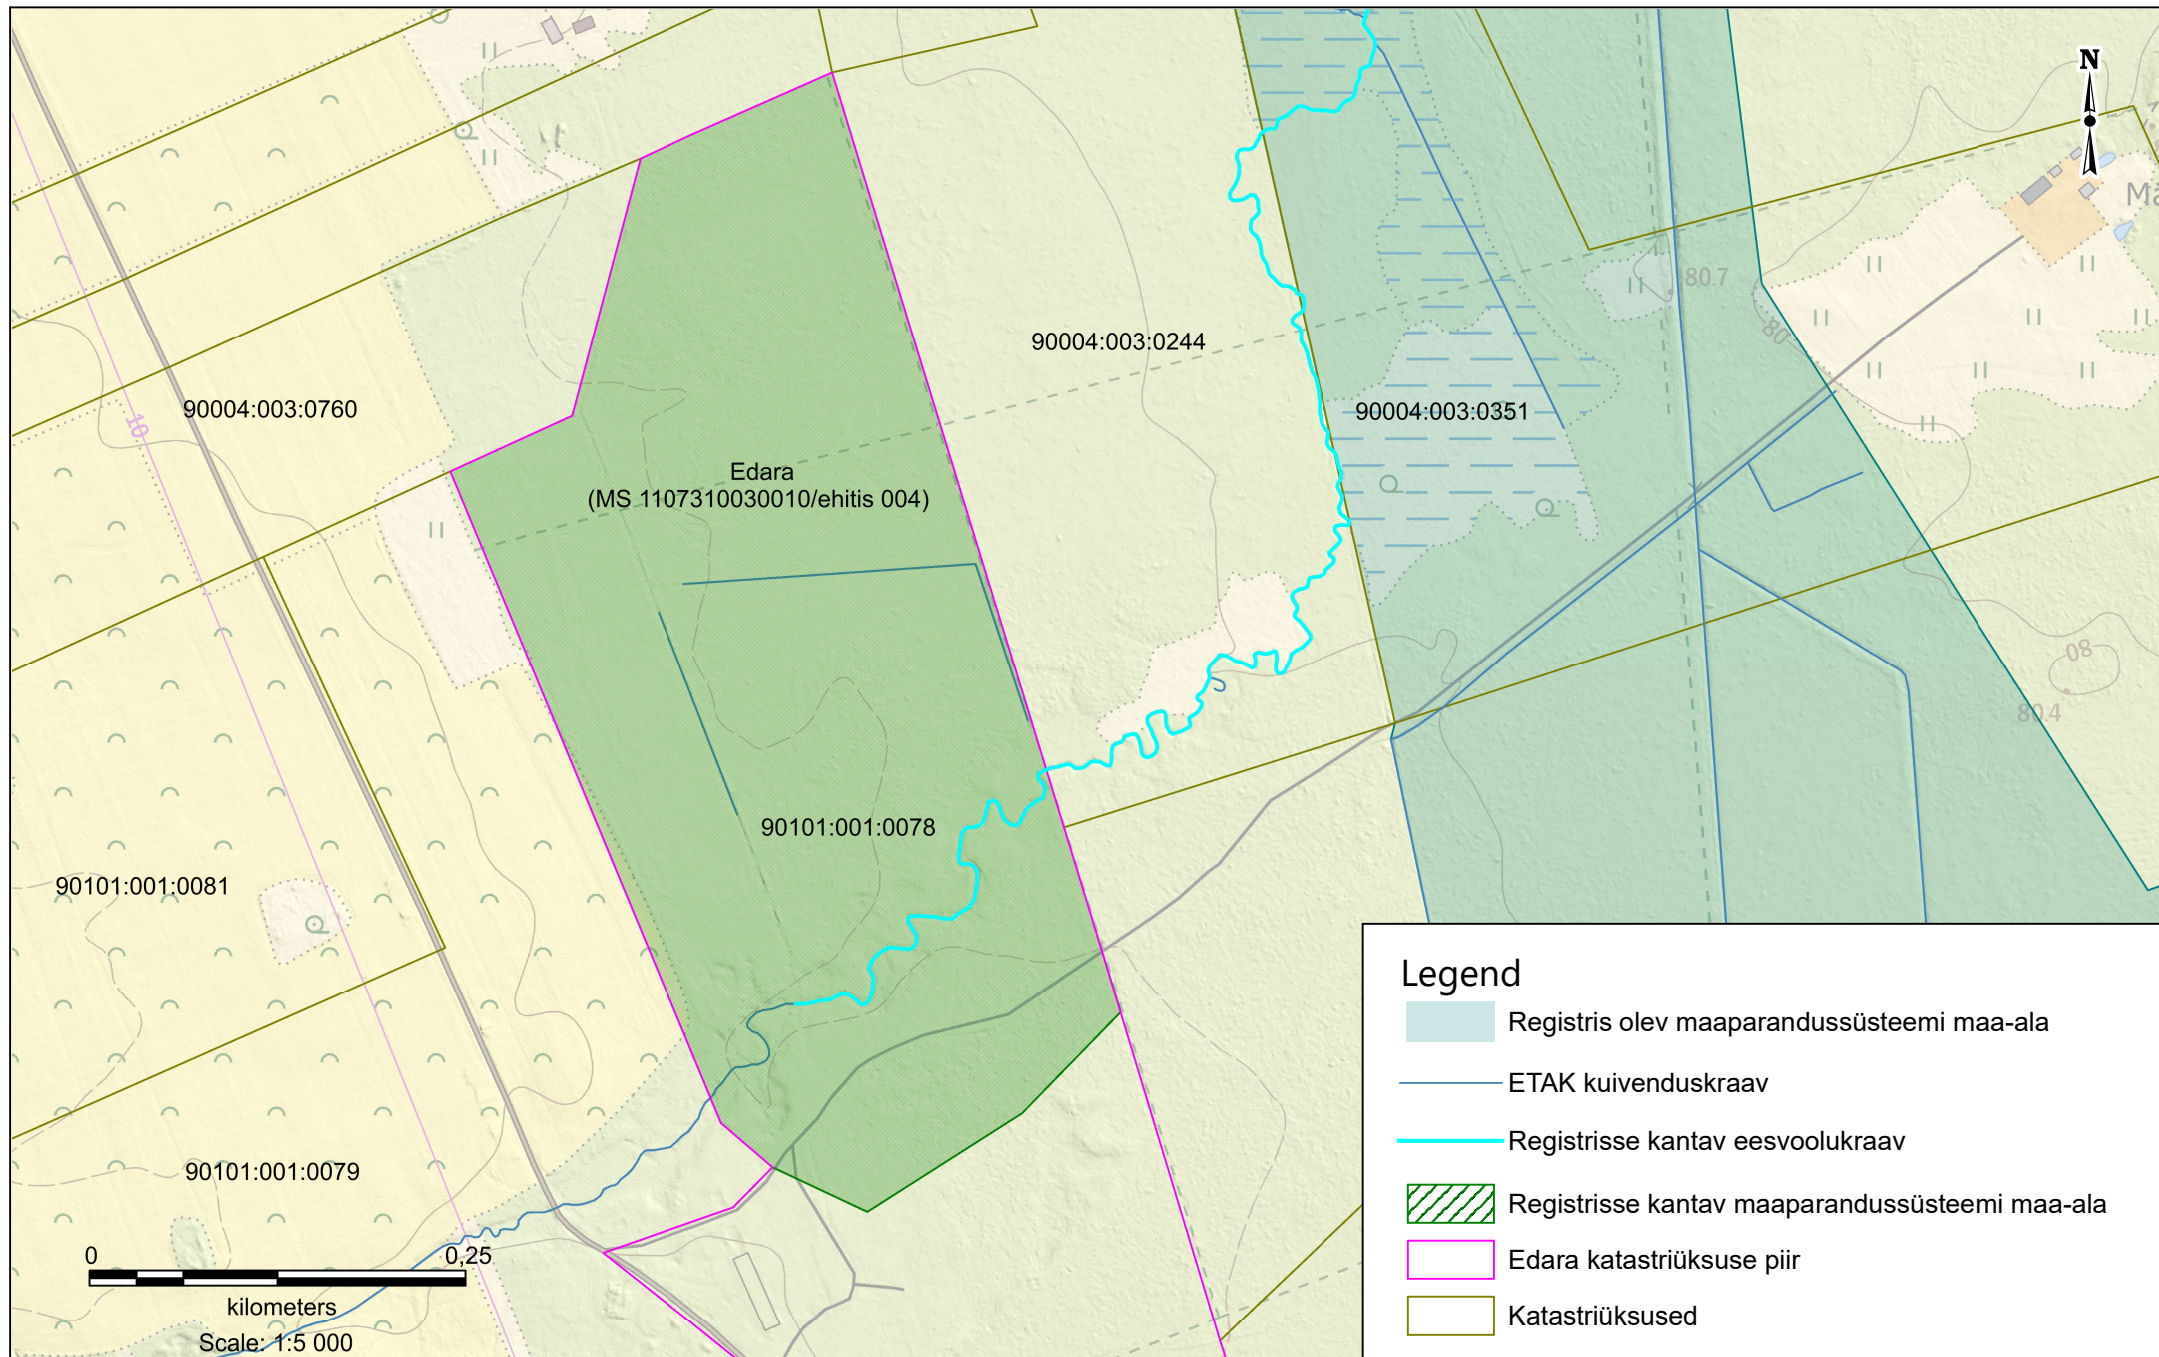 N
Mä
80.7
80
90004:003:0244
90004:003:0760
10
90004:003:0351
Edara
(MS 1107310030010/ehitis 004)
80
80.4
90101:001:0078
90101:001:0081
90101:001:0079
0 0,25
kilometers
Scale: 1:5 000
Legend
Registris olev maaparandussüsteemi maa-ala
ETAK kuivenduskraav
Registrisse kantav eesvoolukraav
Registrisse kantav maaparandussüsteemi maa-ala
Edara katastriüksuse piir
Katastriüksused